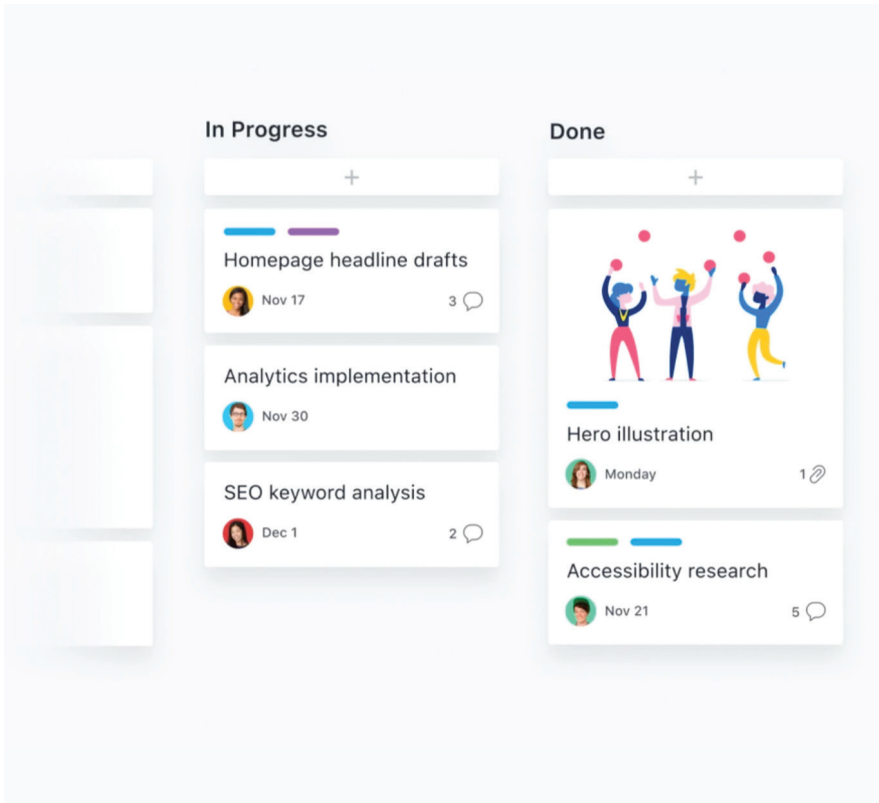 In Progress
+
Homepage headline drafts
Nov 17 3
Analytics implementation
Nov 30
SEO keyword analysis
Dec 1 2
Done
+
Hero illustration
Monday 1
Accessibility research
Nov 21 5